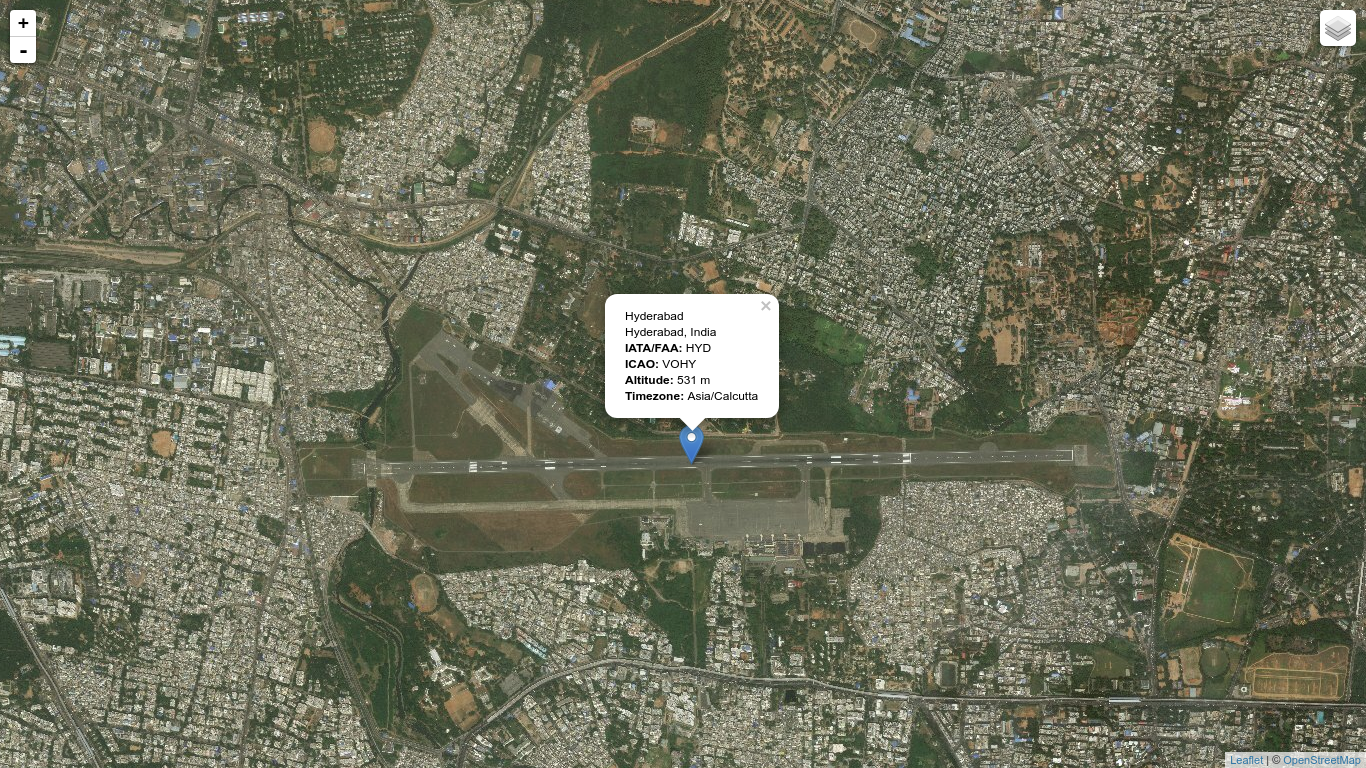 +
-
×
Hyderabad
Hyderabad, India
IATA/FAA: HYD
ICAO: VOHY
Altitude: 531 m
Timezone: Asia/Calcutta
Leaflet | © OpenStreetMap